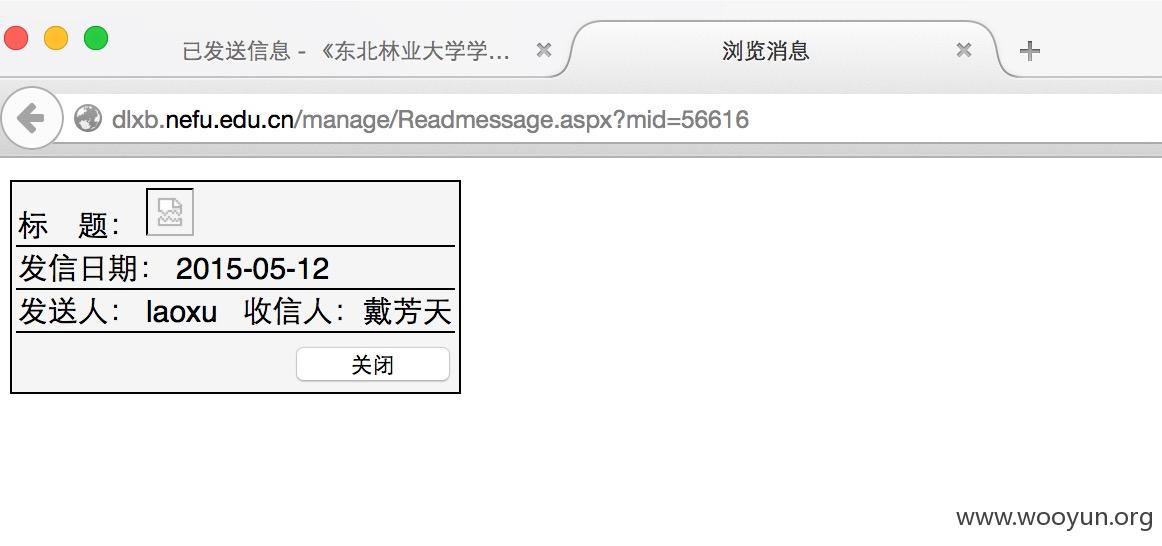 已发送信息 - 《东北林业大学学...
浏览消息
dlxb.nefu.edu.cn/manage/Readmessage.aspx?mid=56616
标 题：
发信日期： 2015-05-12
发送人： laoxu 收信人：戴芳天
关闭
www.wooyun.org